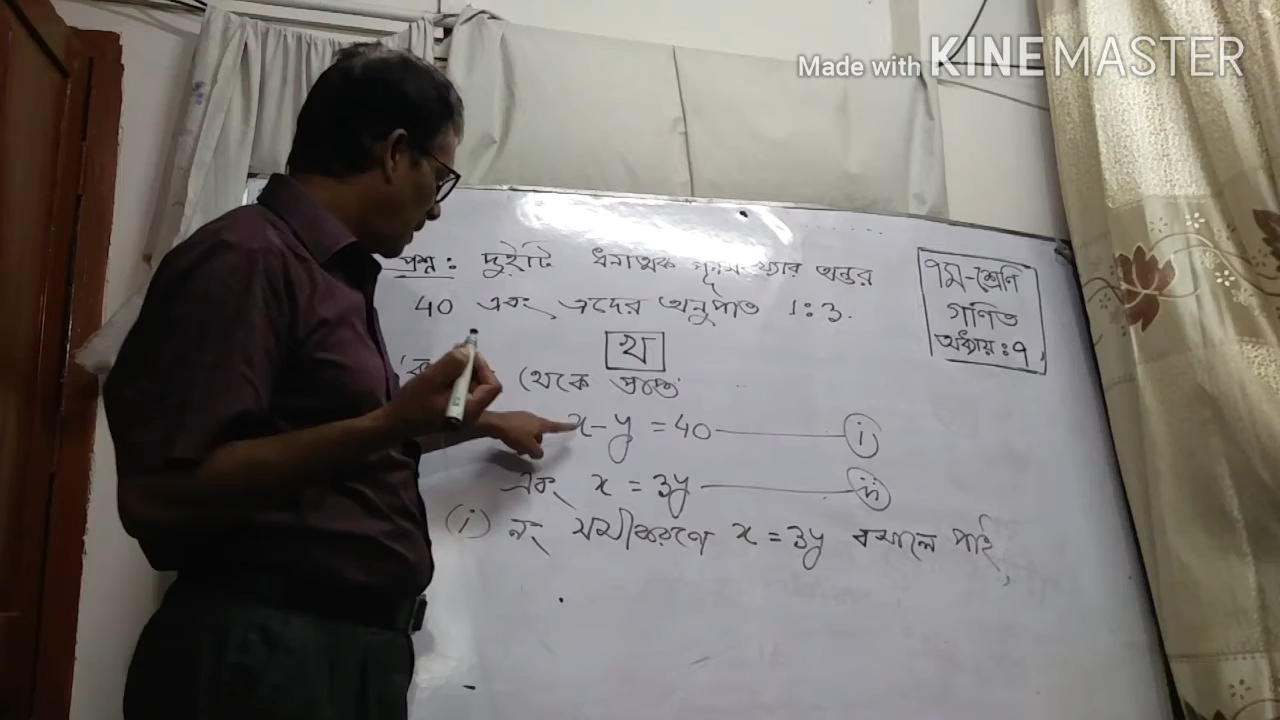 Made with KINEMASTER
প্রশ্ন : দুইটি ধনাত্মক পূর্ণসংখ্যার অন্তর
40 এবং এদের অনুপাত 1:3.
৭ম-শ্রেণি
গণিত
অধ্যায় : ৭
খ
'ক থেকে প্রাপ্ত
x - y = 40 (i)
এবং x = 3y (ii)
(i) নং সমীকরণে x = 3y বসালে পাই,